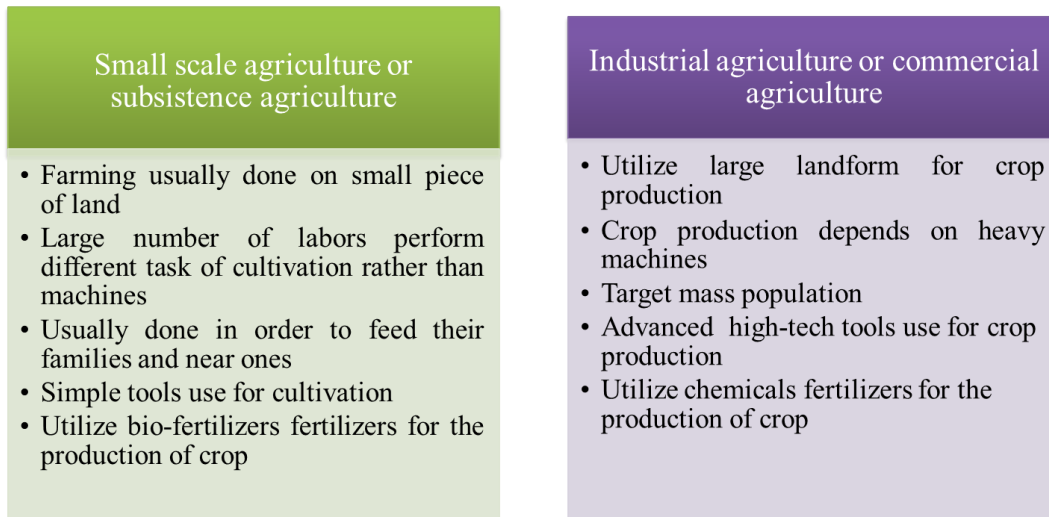 Small scale agriculture or
subsistence agriculture
• Farming usually done on small piece
of land
• Large number of labors perform
different task of cultivation rather than
machines
• Usually done in order to feed their
families and near ones
• Simple tools use for cultivation
• Utilize bio-fertilizers fertilizers for the
production of crop
Industrial agriculture or commercial
agriculture
• Utilize large landform for crop
production
• Crop production depends on heavy
machines
• Target mass population
• Advanced high-tech tools use for crop
production
• Utilize chemicals fertilizers for the
production of crop